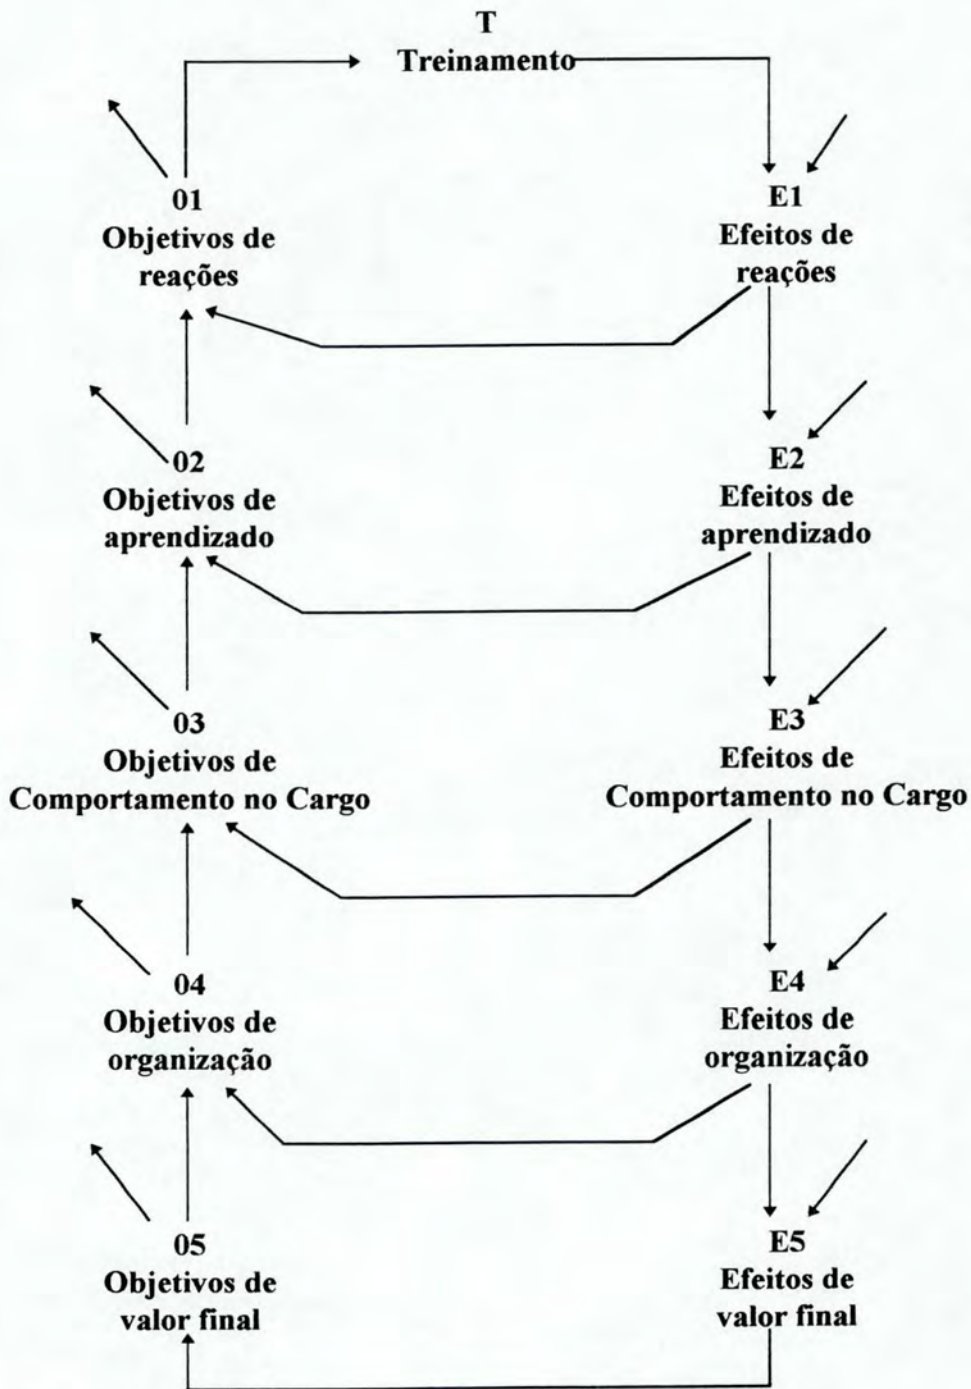 T
Treinamento
01
Objetivos de
reações
E1
Efeitos de
reações
02
Objetivos de
aprendizado
E2
Efeitos de
aprendizado
03
Objetivos de
Comportamento no Cargo
E3
Efeitos de
Comportamento no Cargo
04
Objetivos de
organização
E4
Efeitos de
organização
05
Objetivos de
valor final
E5
Efeitos de
valor final